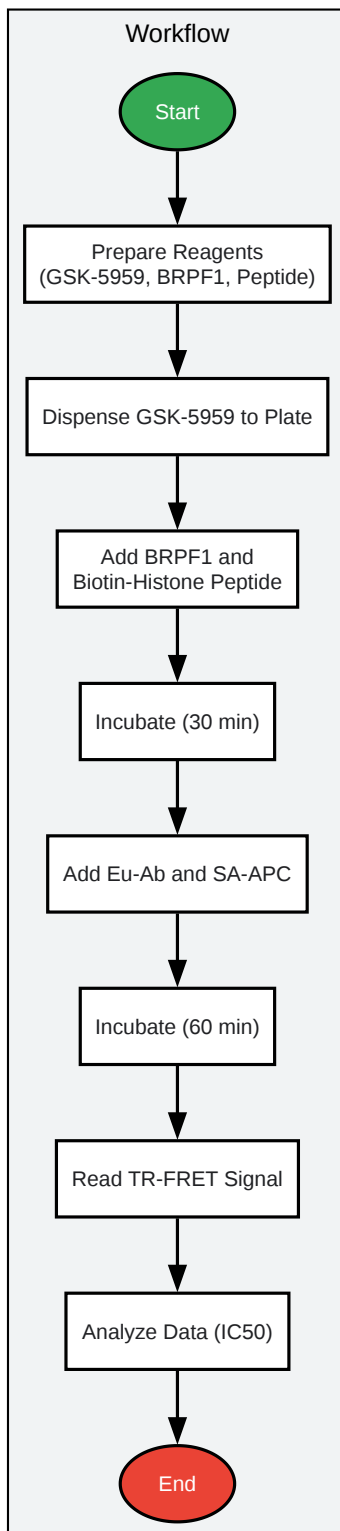 Workflow
Start
Prepare Reagents
(GSK-5959, BRPF1, Peptide)
Dispense GSK-5959 to Plate
Add BRPF1 and
Biotin-Histone Peptide
Incubate (30 min)
Add Eu-Ab and SA-APC
Incubate (60 min)
Read TR-FRET Signal
Analyze Data (IC50)
End